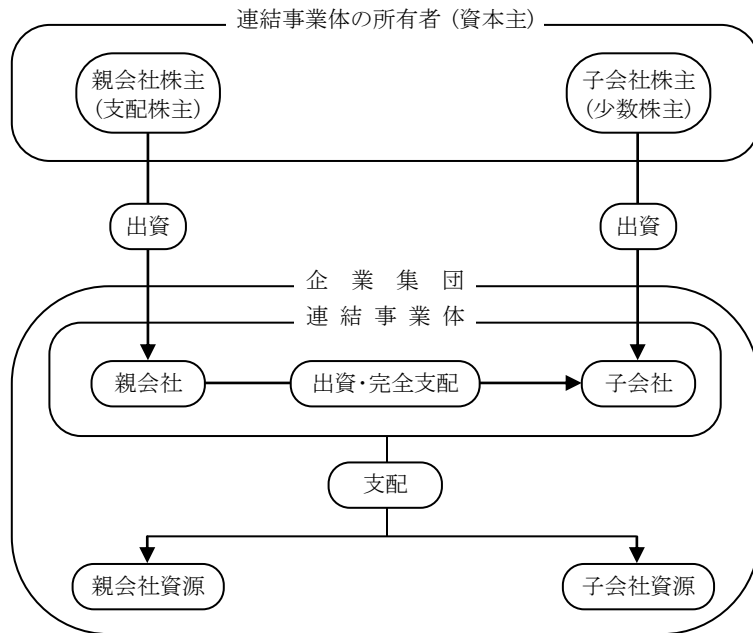 連結事業体の所有者 (資本主)
親会社株主
(支配株主)
子会社株主
(少数株主)
出資
出資
企業集団
連結事業体
親会社
出資・完全支配
子会社
支配
親会社資源
子会社資源